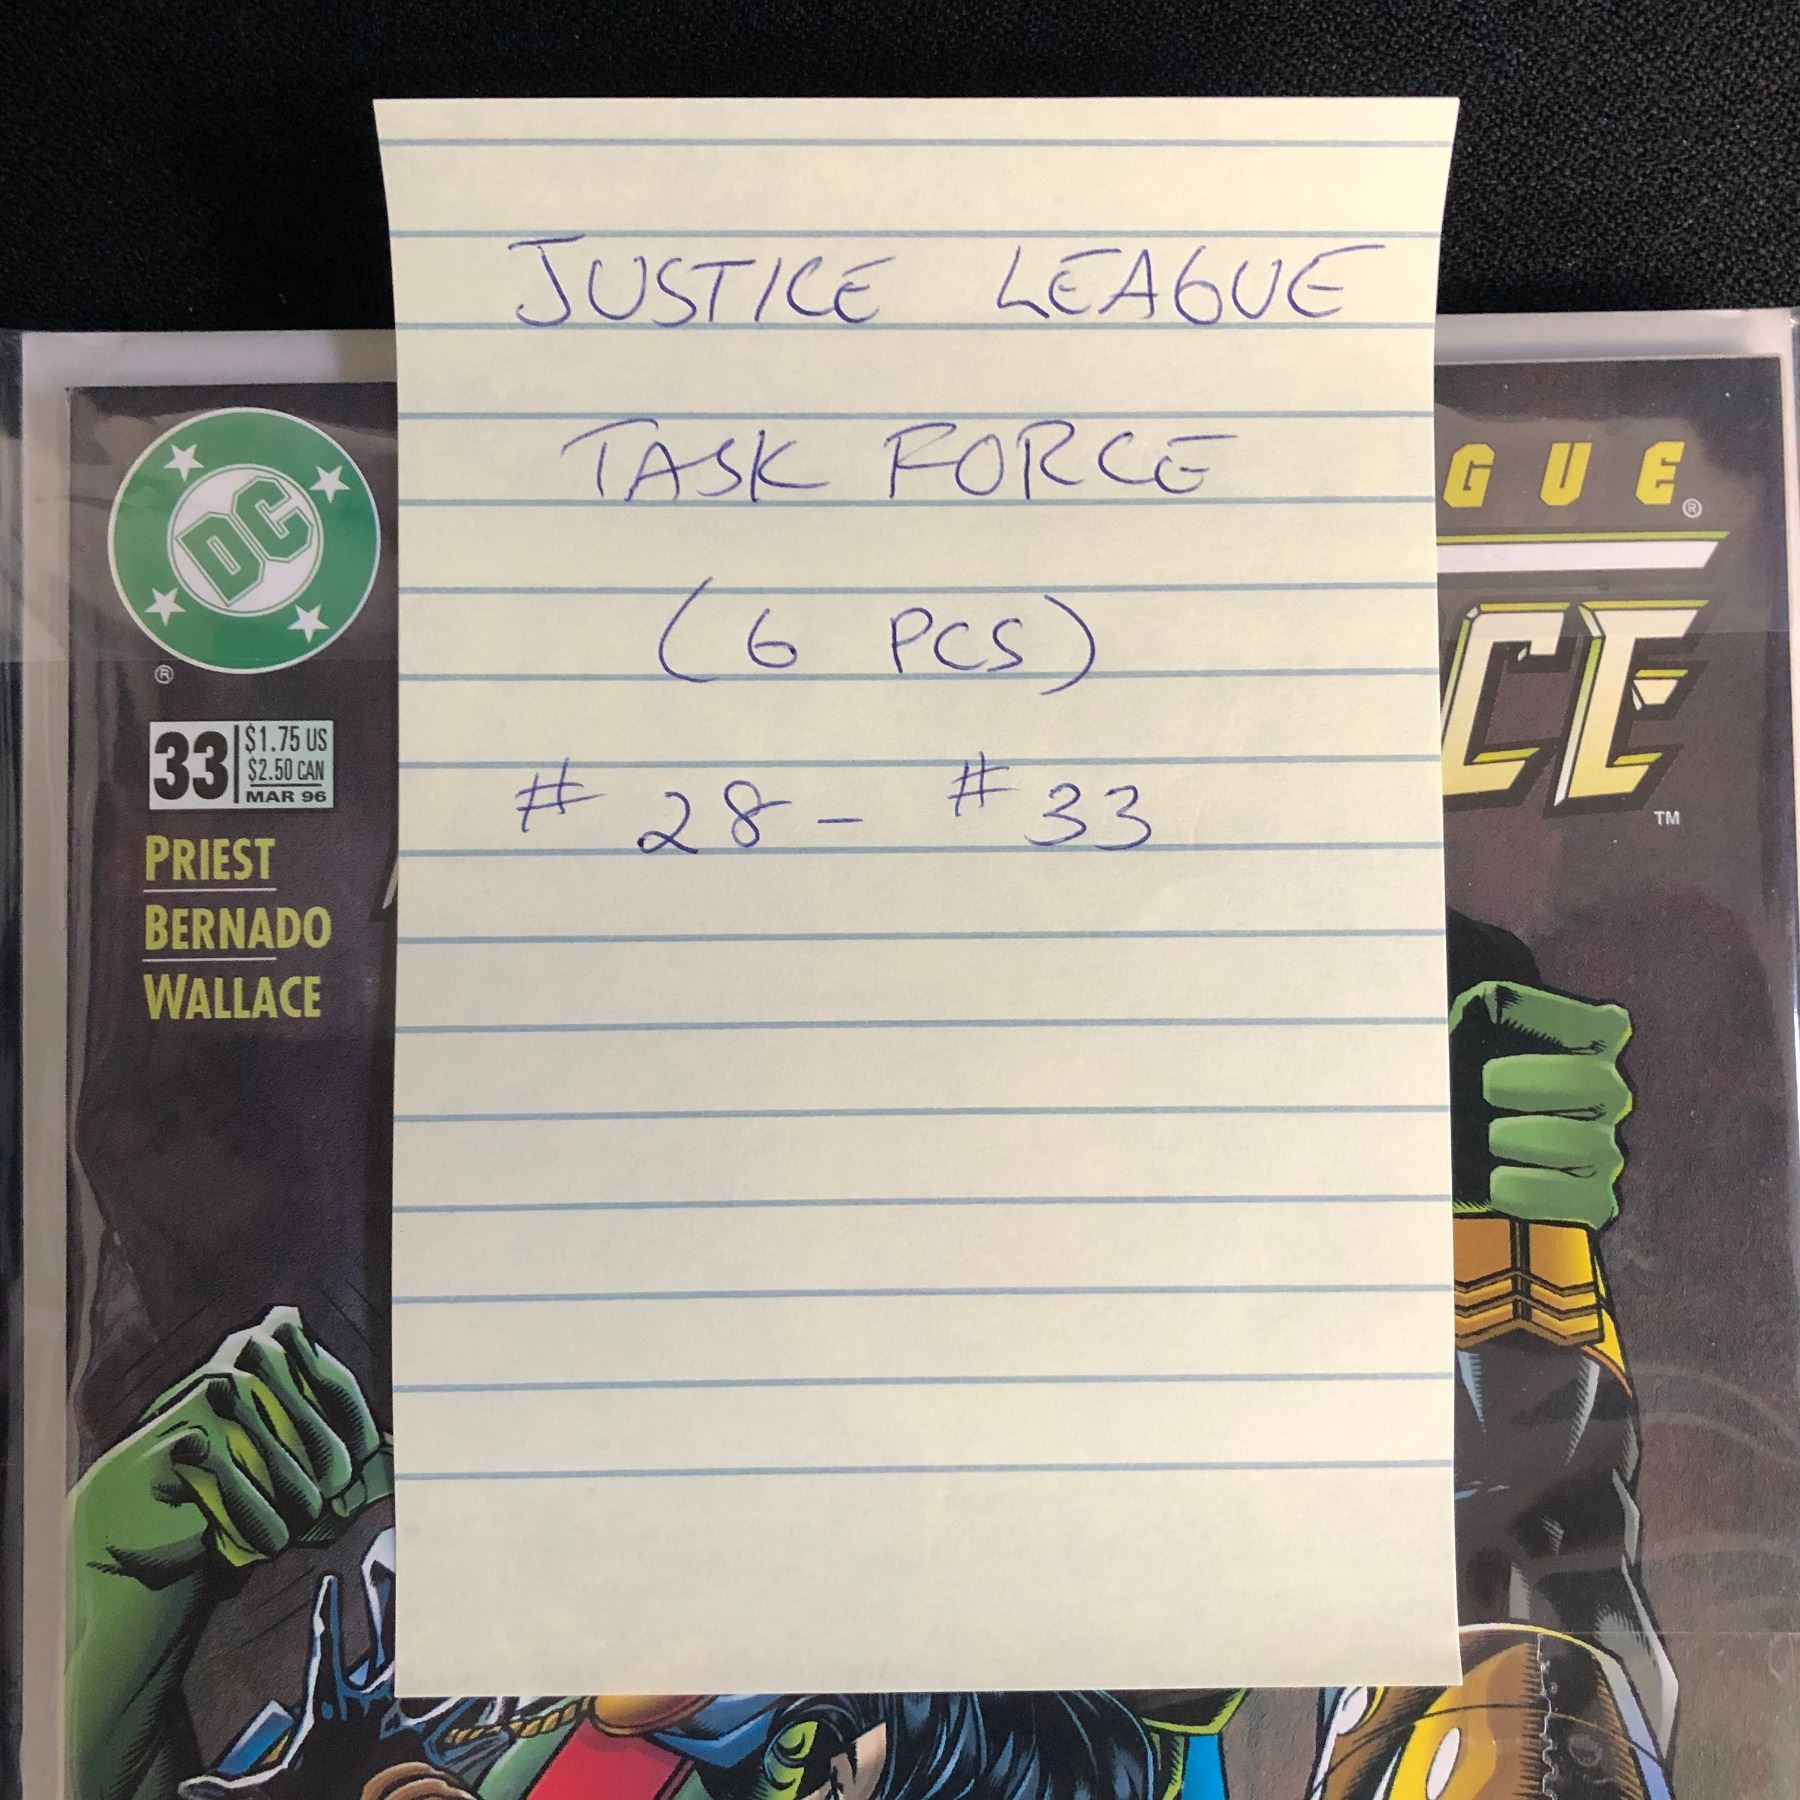 JUSTICE LEAGUE
TASK FORCE
(6 PCS)
# 28 - # 33
DC
®
33
$1.75 US
$2.50 CAN
MAR 96
PRIEST
BERNADO
WALLACE
GUE®
CE
TM